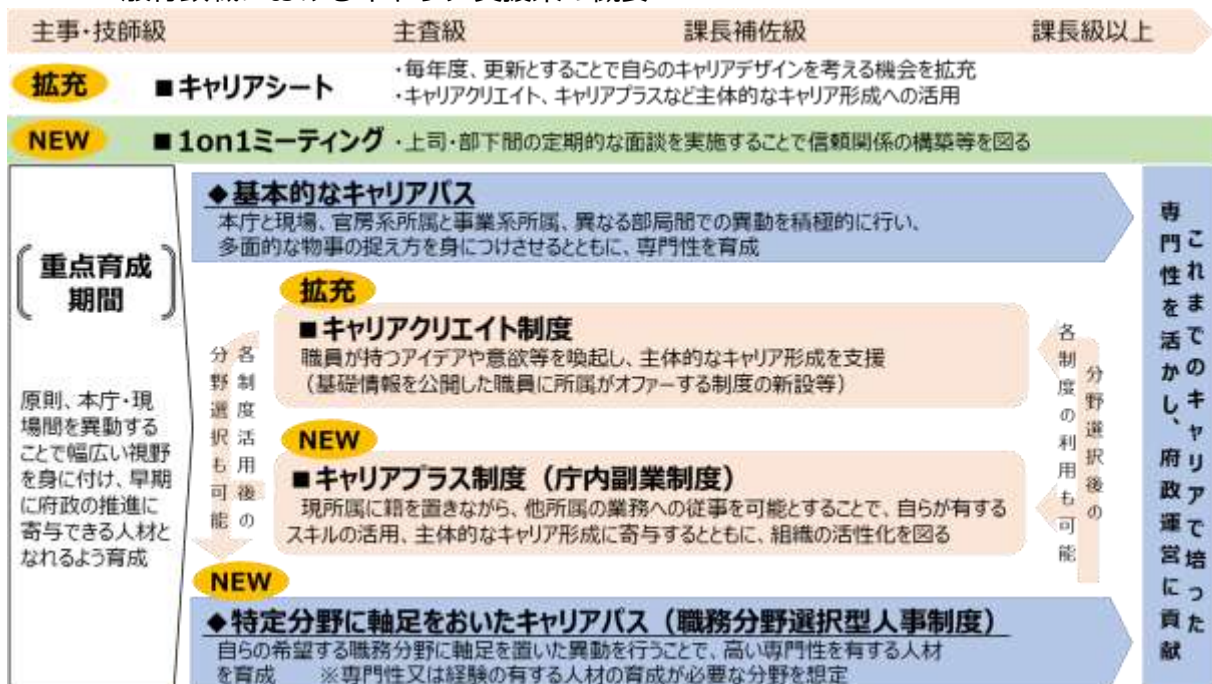 主事・技師級 主査級 課長補佐級 課長級以上
拡充
■キャリアシート
・毎年度、更新とすることで自らのキャリアデザインを考える機会を拡充
・キャリアクリエイト、キャリアプラスなど主体的なキャリア形成への活用
NEW
■1on1ミーティング ・上司・部下間の定期的な面談を実施することで信頼関係の構築等を図る
重点育成
期間
原則、本庁・現
場間を異動する
ことで幅広い視野
を身に付け、早期
に府政の推進に
寄与できる人材と
なれるよう育成
◆基本的なキャリアパス
本庁と現場、官房系所属と事業系所属、異なる部局間での異動を積極的に行い、
多面的な物事の捉え方を身につけさせるとともに、専門性を育成
各制度活用後の
分野選択も可能
拡充
■キャリアクリエイト制度
職員が持つアイデアや意欲等を喚起し、主体的なキャリア形成を支援
（基礎情報を公開した職員に所属がオファーする制度の新設等）
NEW
■キャリアプラス制度（庁内副業制度）
現所属に籍を置きながら、他所属の業務への従事を可能とすることで、自らが有する
スキルの活用、主体的なキャリア形成に寄与するとともに、組織の活性化を図る
分野選択後の
各制度の利用も可能
NEW
◆特定分野に軸足をおいたキャリアパス（職務分野選択型人事制度）
自らの希望する職務分野に軸足を置いた異動を行うことで、高い専門性を有する人材
を育成 ※専門性又は経験の有する人材の育成が必要な分野を想定
これまでのキャリアで培った
専門性を活かし、府政運営に貢献